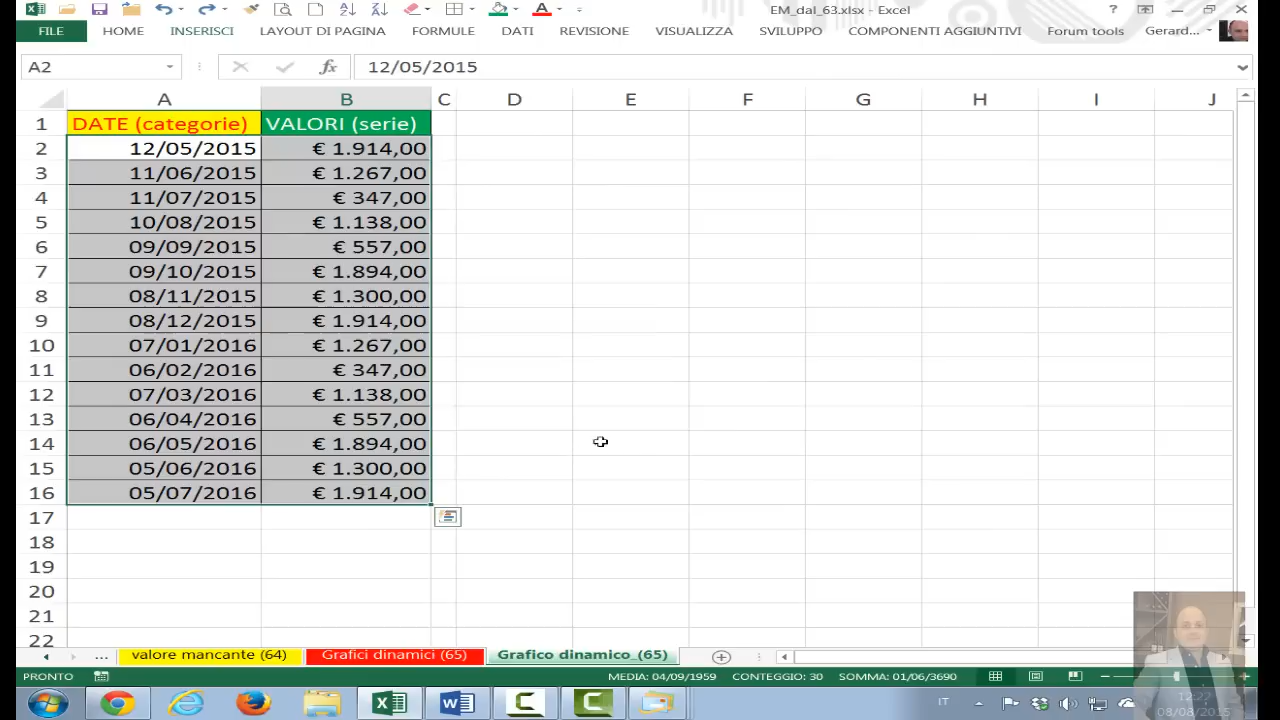 EM_dal_63.xlsx - Excel
FILE HOME INSERISCI LAYOUT DI PAGINA FORMULE DATI REVISIONE VISUALIZZA SVILUPPO COMPONENTI AGGIUNTIVI Forum tools Gerard...
A2 fx 12/05/2015
A B C D E F G H I J
1 DATE (categorie) VALORI (serie)
2 12/05/2015 € 1.914,00
3 11/06/2015 € 1.267,00
4 11/07/2015 € 347,00
5 10/08/2015 € 1.138,00
6 09/09/2015 € 557,00
7 09/10/2015 € 1.894,00
8 08/11/2015 € 1.300,00
9 08/12/2015 € 1.914,00
10 07/01/2016 € 1.267,00
11 06/02/2016 € 347,00
12 07/03/2016 € 1.138,00
13 06/04/2016 € 557,00
14 06/05/2016 € 1.894,00
15 05/06/2016 € 1.300,00
16 05/07/2016 € 1.914,00
17
18
19
20
21
22
... valore mancante (64) Grafici dinamici (65) Grafico dinamico_(65)
PRONTO MEDIA: 04/09/1959 CONTEGGIO: 30 SOMMA: 01/06/3690
IT 12:22
08/08/2015